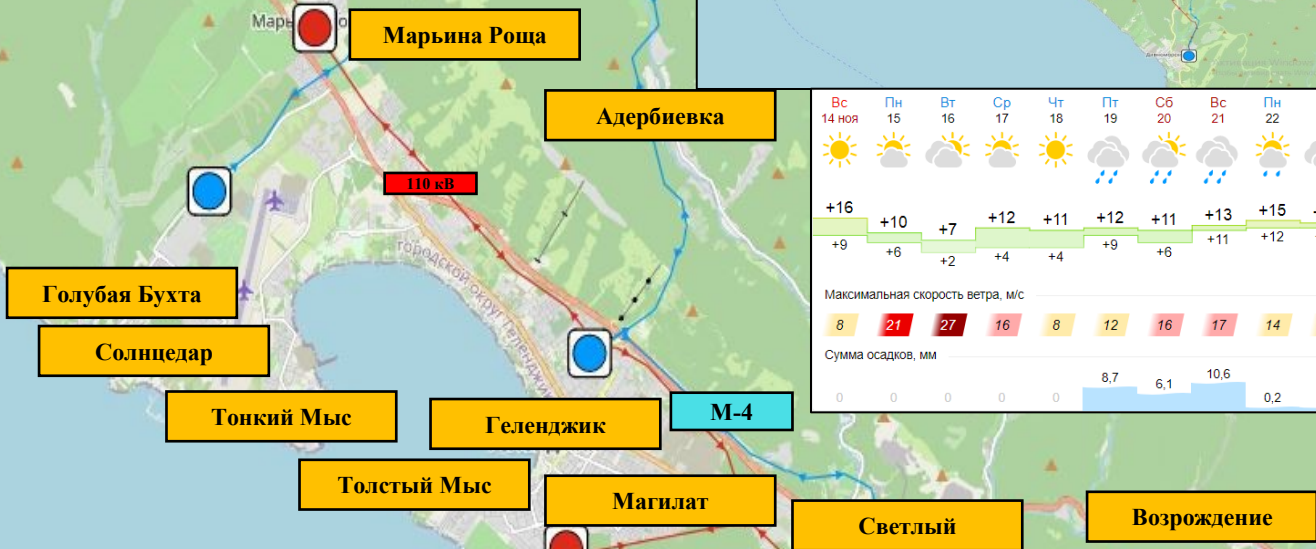 Марьина Роща
Адербиевка
110 кВ
городской округ Геленджик
Голубая Бухта
Солнцедар
Тонкий Мыс
Геленджик
М-4
Толстый Мыс
Магилат
Светлый
Возрождение
Вс Пн Вт Ср Чт Пт Сб Вс Пн
14 ноя 15 16 17 18 19 20 21 22
+16 +10 +7 +12 +11 +12 +11 +13 +15
+9 +6 +2 +4 +4 +9 +6 +11 +12
Максимальная скорость ветра, м/с
8 21 27 16 8 12 16 17 14
Сумма осадков, мм
0 0 0 0 0 8,7 6,1 10,6 0,2